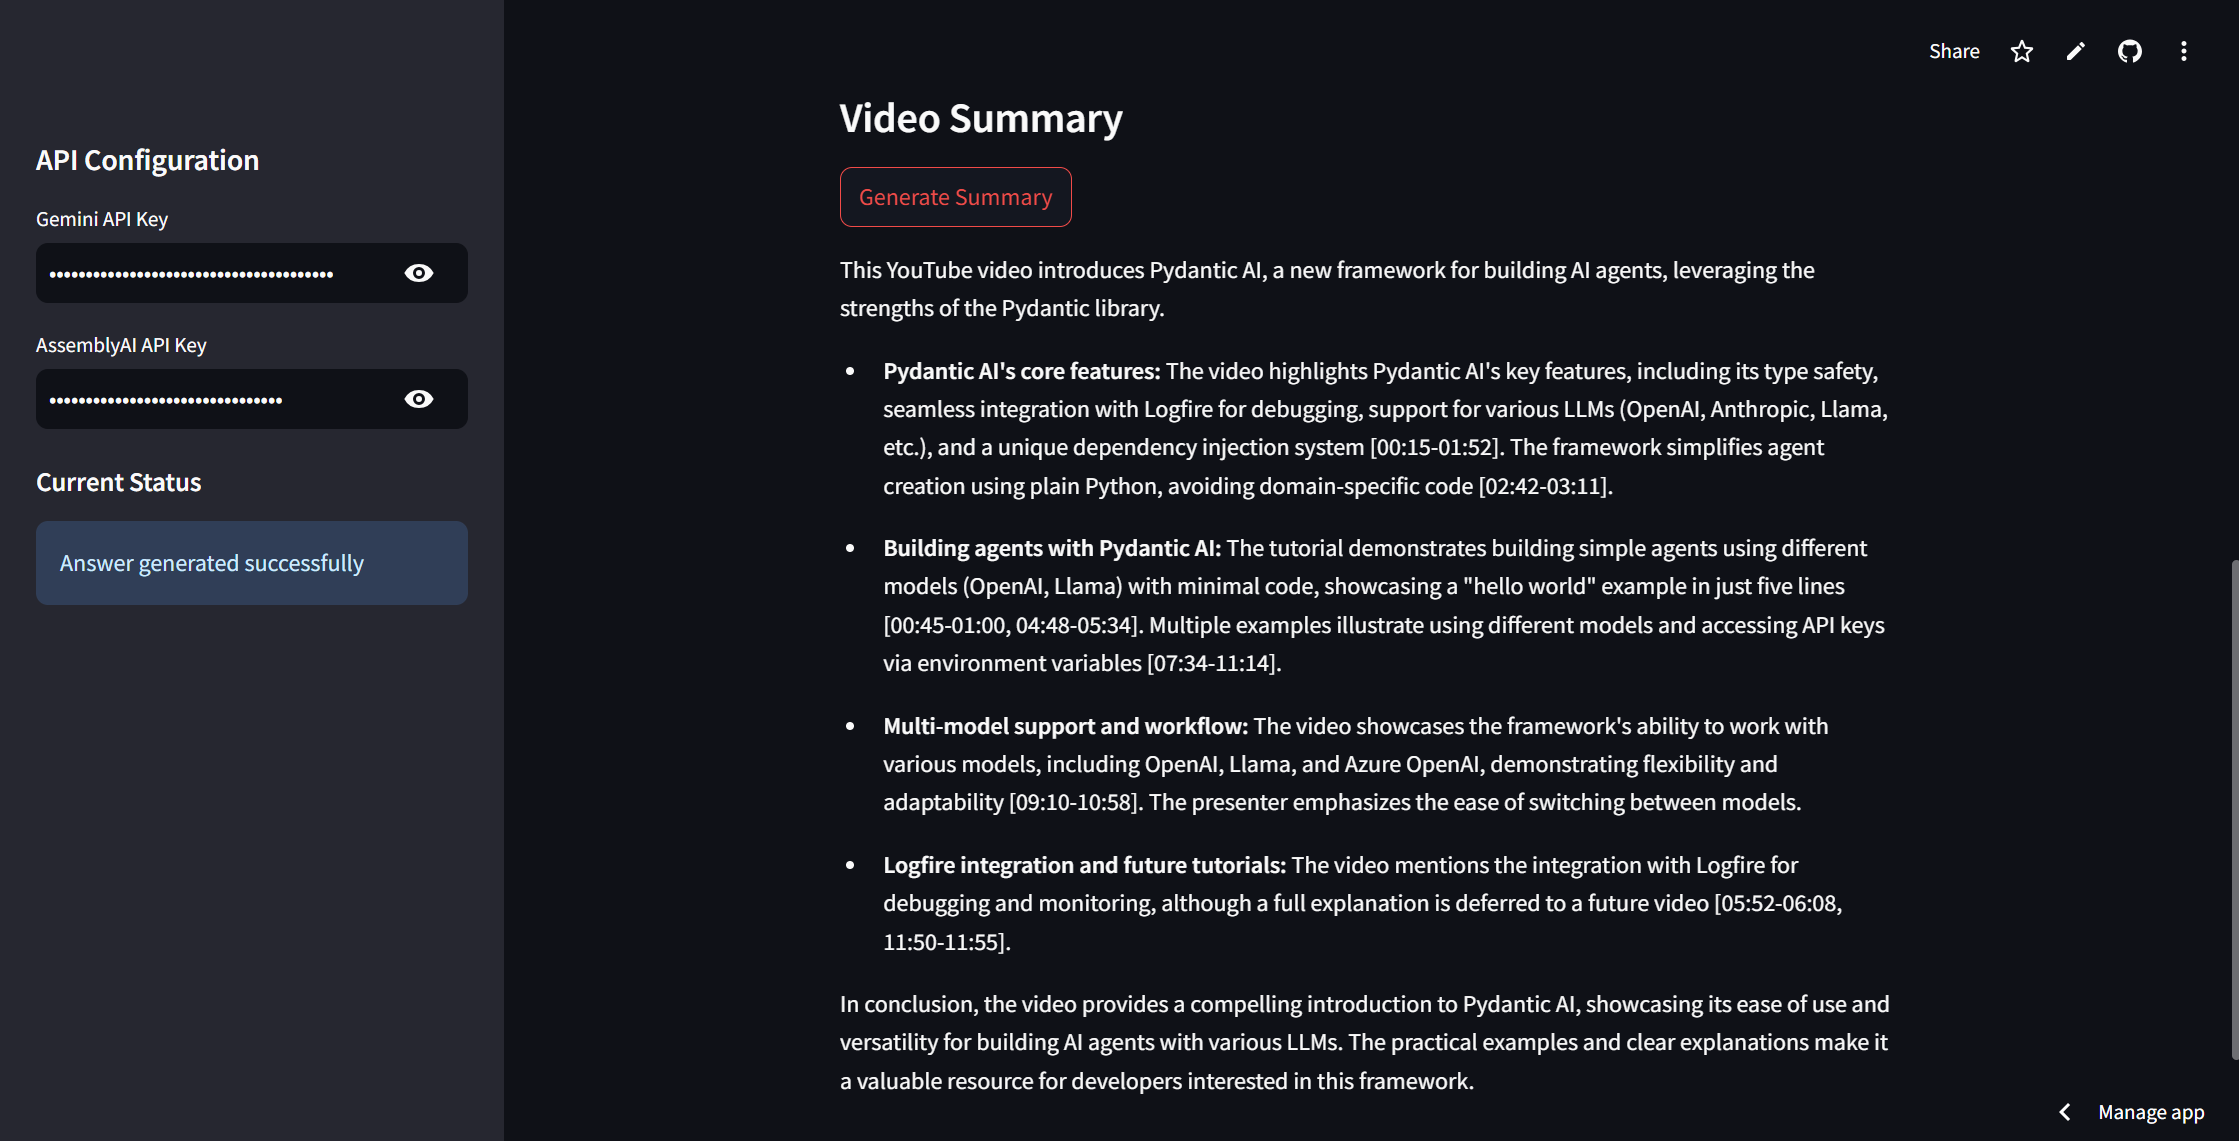 Share
API Configuration
Gemini API Key
AssemblyAI API Key
Current Status
Answer generated successfully
Video Summary
Generate Summary
This YouTube video introduces Pydantic AI, a new framework for building AI agents, leveraging the
strengths of the Pydantic library.
• Pydantic AI's core features: The video highlights Pydantic AI's key features, including its type safety,
seamless integration with Logfire for debugging, support for various LLMs (OpenAI, Anthropic, Llama,
etc.), and a unique dependency injection system [00:15-01:52]. The framework simplifies agent
creation using plain Python, avoiding domain-specific code [02:42-03:11].
• Building agents with Pydantic AI: The tutorial demonstrates building simple agents using different
models (OpenAI, Llama) with minimal code, showcasing a "hello world" example in just five lines
[00:45-01:00, 04:48-05:34]. Multiple examples illustrate using different models and accessing API keys
via environment variables [07:34-11:14].
• Multi-model support and workflow: The video showcases the framework's ability to work with
various models, including OpenAI, Llama, and Azure OpenAI, demonstrating flexibility and
adaptability [09:10-10:58]. The presenter emphasizes the ease of switching between models.
• Logfire integration and future tutorials: The video mentions the integration with Logfire for
debugging and monitoring, although a full explanation is deferred to a future video [05:52-06:08,
11:50-11:55].
In conclusion, the video provides a compelling introduction to Pydantic AI, showcasing its ease of use and
versatility for building AI agents with various LLMs. The practical examples and clear explanations make it
a valuable resource for developers interested in this framework.
Manage app